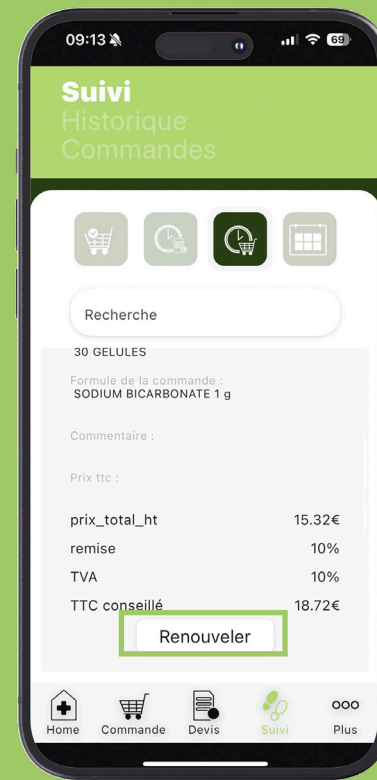 09:13
69
Suivi
Historique
Commandes
Recherche
30 GELULES
Formule de la commande :
SODIUM BICARBONATE 1 g
Commentaire :
Prix ttc :
prix_total_ht 15.32€
remise 10%
TVA 10%
TTC conseillé 18.72€
Renouveler
Home Commande Devis Suivi Plus